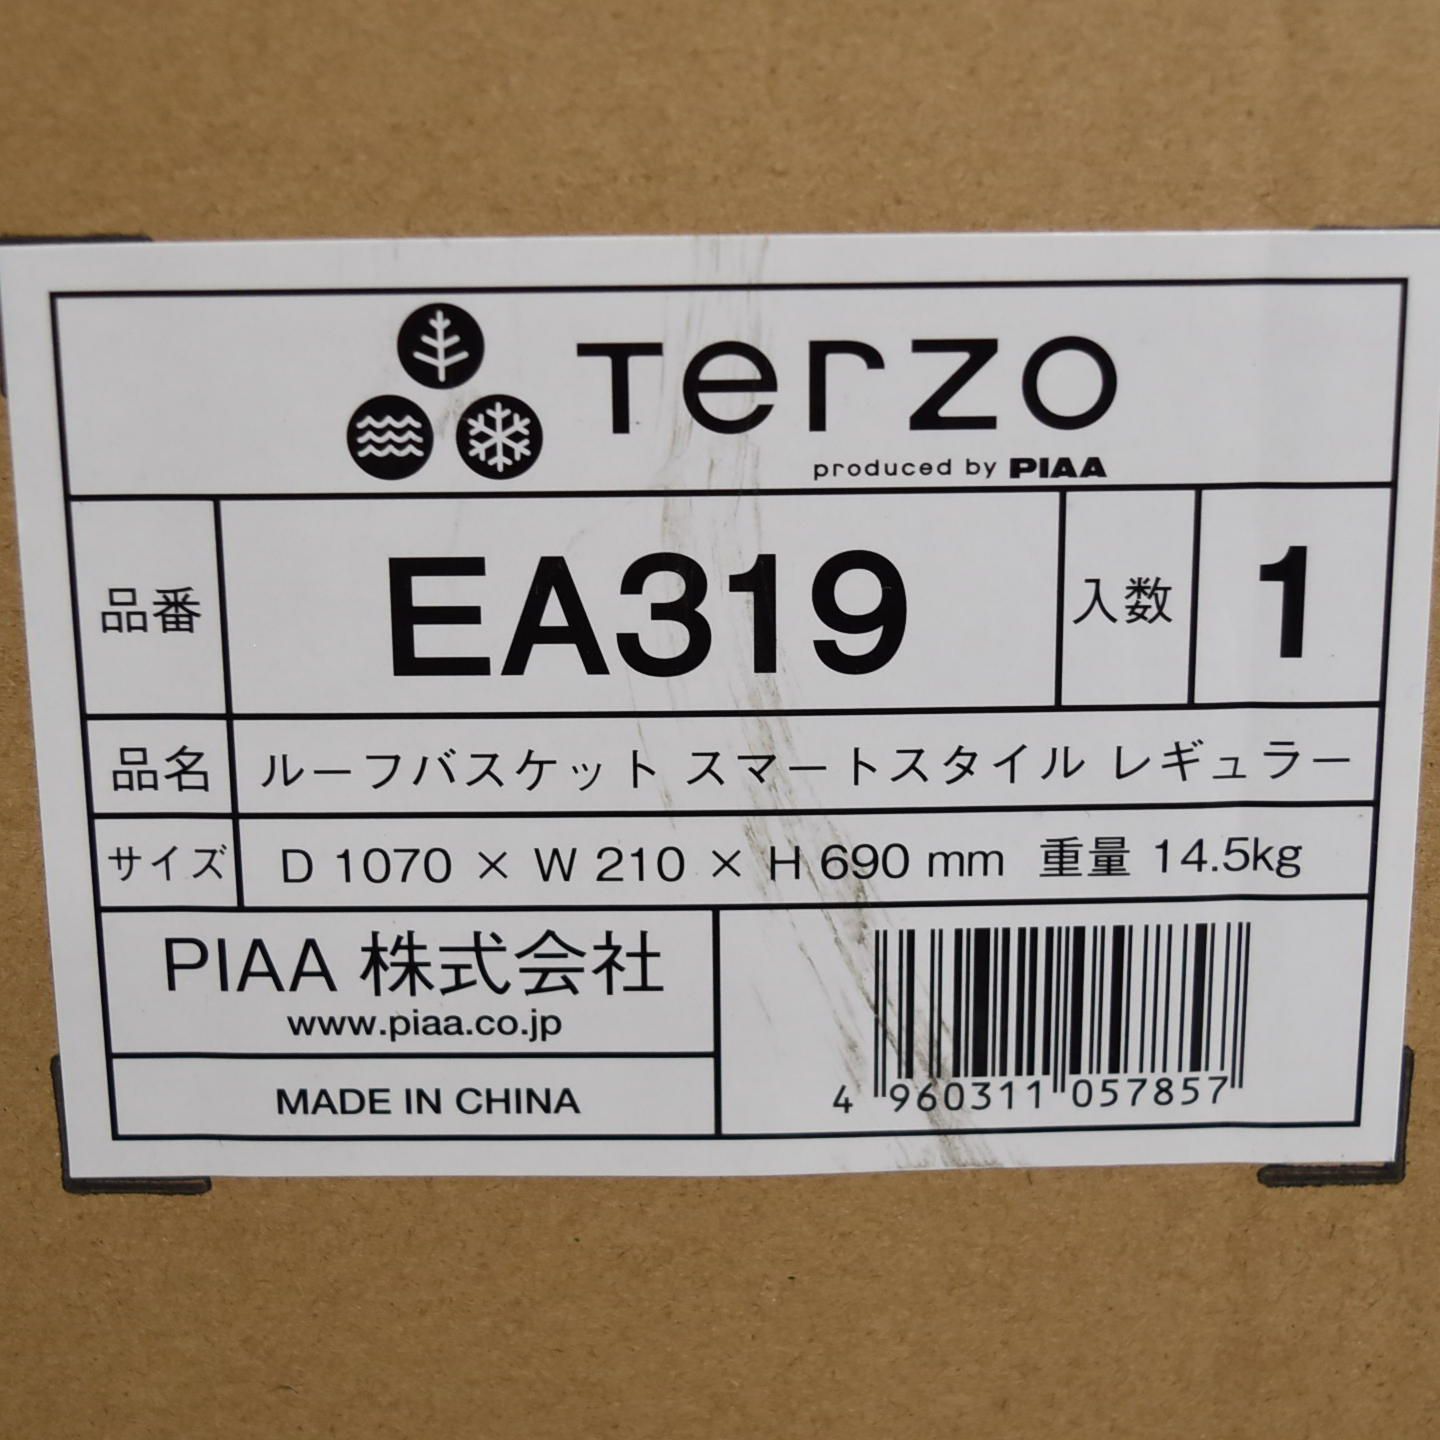 Terzo
produced by PIAA
品番 EA319 入数 1
品名 ルーフバスケット スマートスタイル レギュラー
サイズ D 1070 × W 210 × H 690 mm 重量 14.5kg
PIAA 株式会社
www.piaa.co.jp
MADE IN CHINA
4 960311 057857